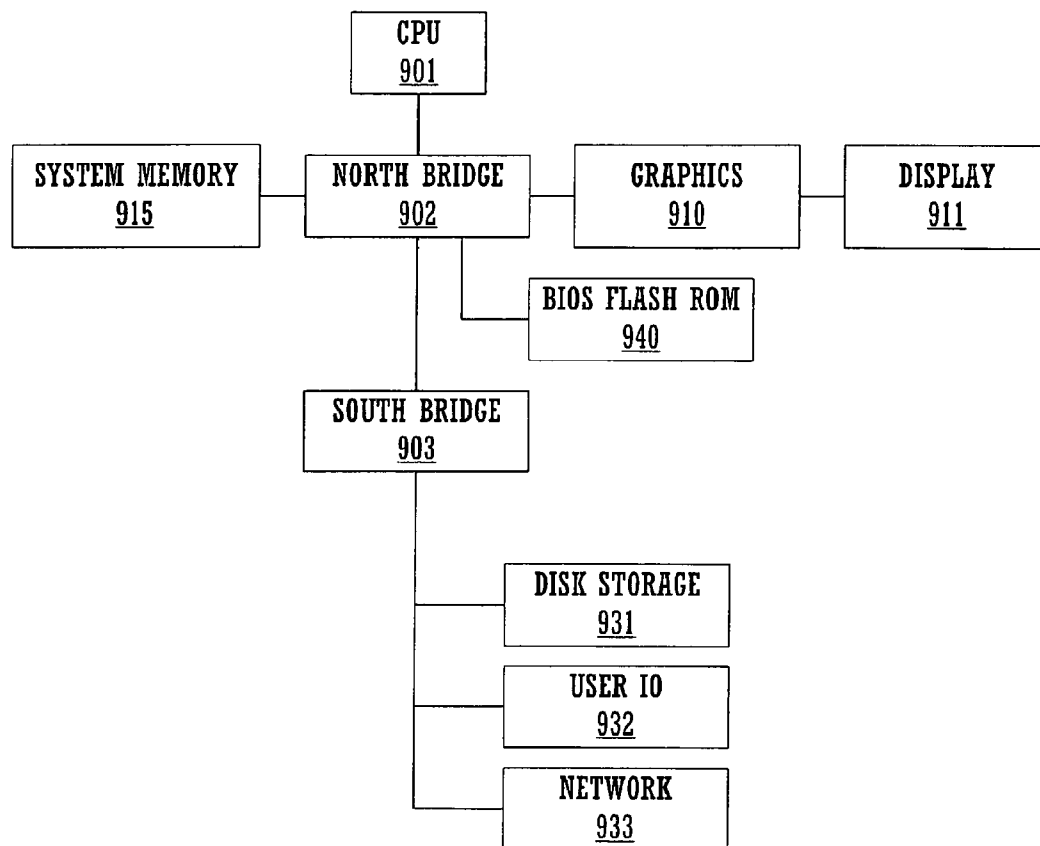 CPU
901
SYSTEM MEMORY
915
NORTH BRIDGE
902
GRAPHICS
910
DISPLAY
911
BIOS FLASH ROM
940
SOUTH BRIDGE
903
DISK STORAGE
931
USER IO
932
NETWORK
933